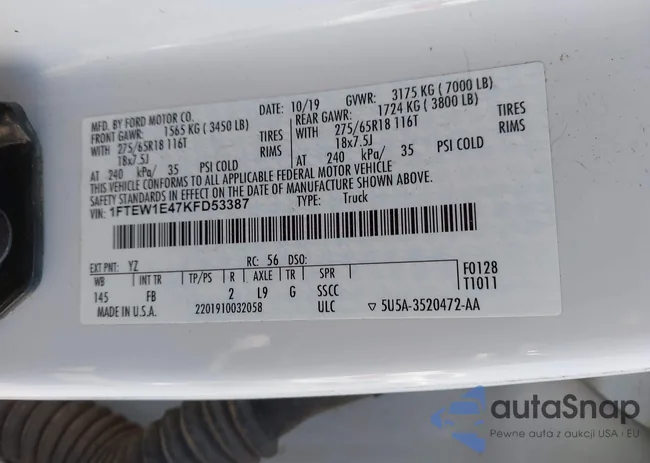 MFD. BY FORD MOTOR CO. DATE: 10/19 GVWR: 3175 KG ( 7000 LB)
FRONT GAWR: 1565 KG ( 3450 LB) REAR GAWR: 1724 KG ( 3800 LB)
WITH 275/65R18 116T TIRES WITH 275/65R18 116T TIRES
18x7.5J RIMS 18x7.5J RIMS
AT 240 kPa/ 35 PSI COLD AT 240 kPa/ 35 PSI COLD
THIS VEHICLE CONFORMS TO ALL APPLICABLE FEDERAL MOTOR VEHICLE
SAFETY STANDARDS IN EFFECT ON THE DATE OF MANUFACTURE SHOWN ABOVE.
VIN: 1FTEW1E47KFD53387 TYPE: Truck
EXT PNT: YZ RC: 56 DSO: F0128
WB INT TR TP/PS R AXLE TR SPR T1011
145 FB 2 L9 G SSCC
MADE IN U.S.A. 2201910032058 ULC ▽ 5U5A-3520472-AA
autaSnap
Pewne auta z aukcji USA i EU